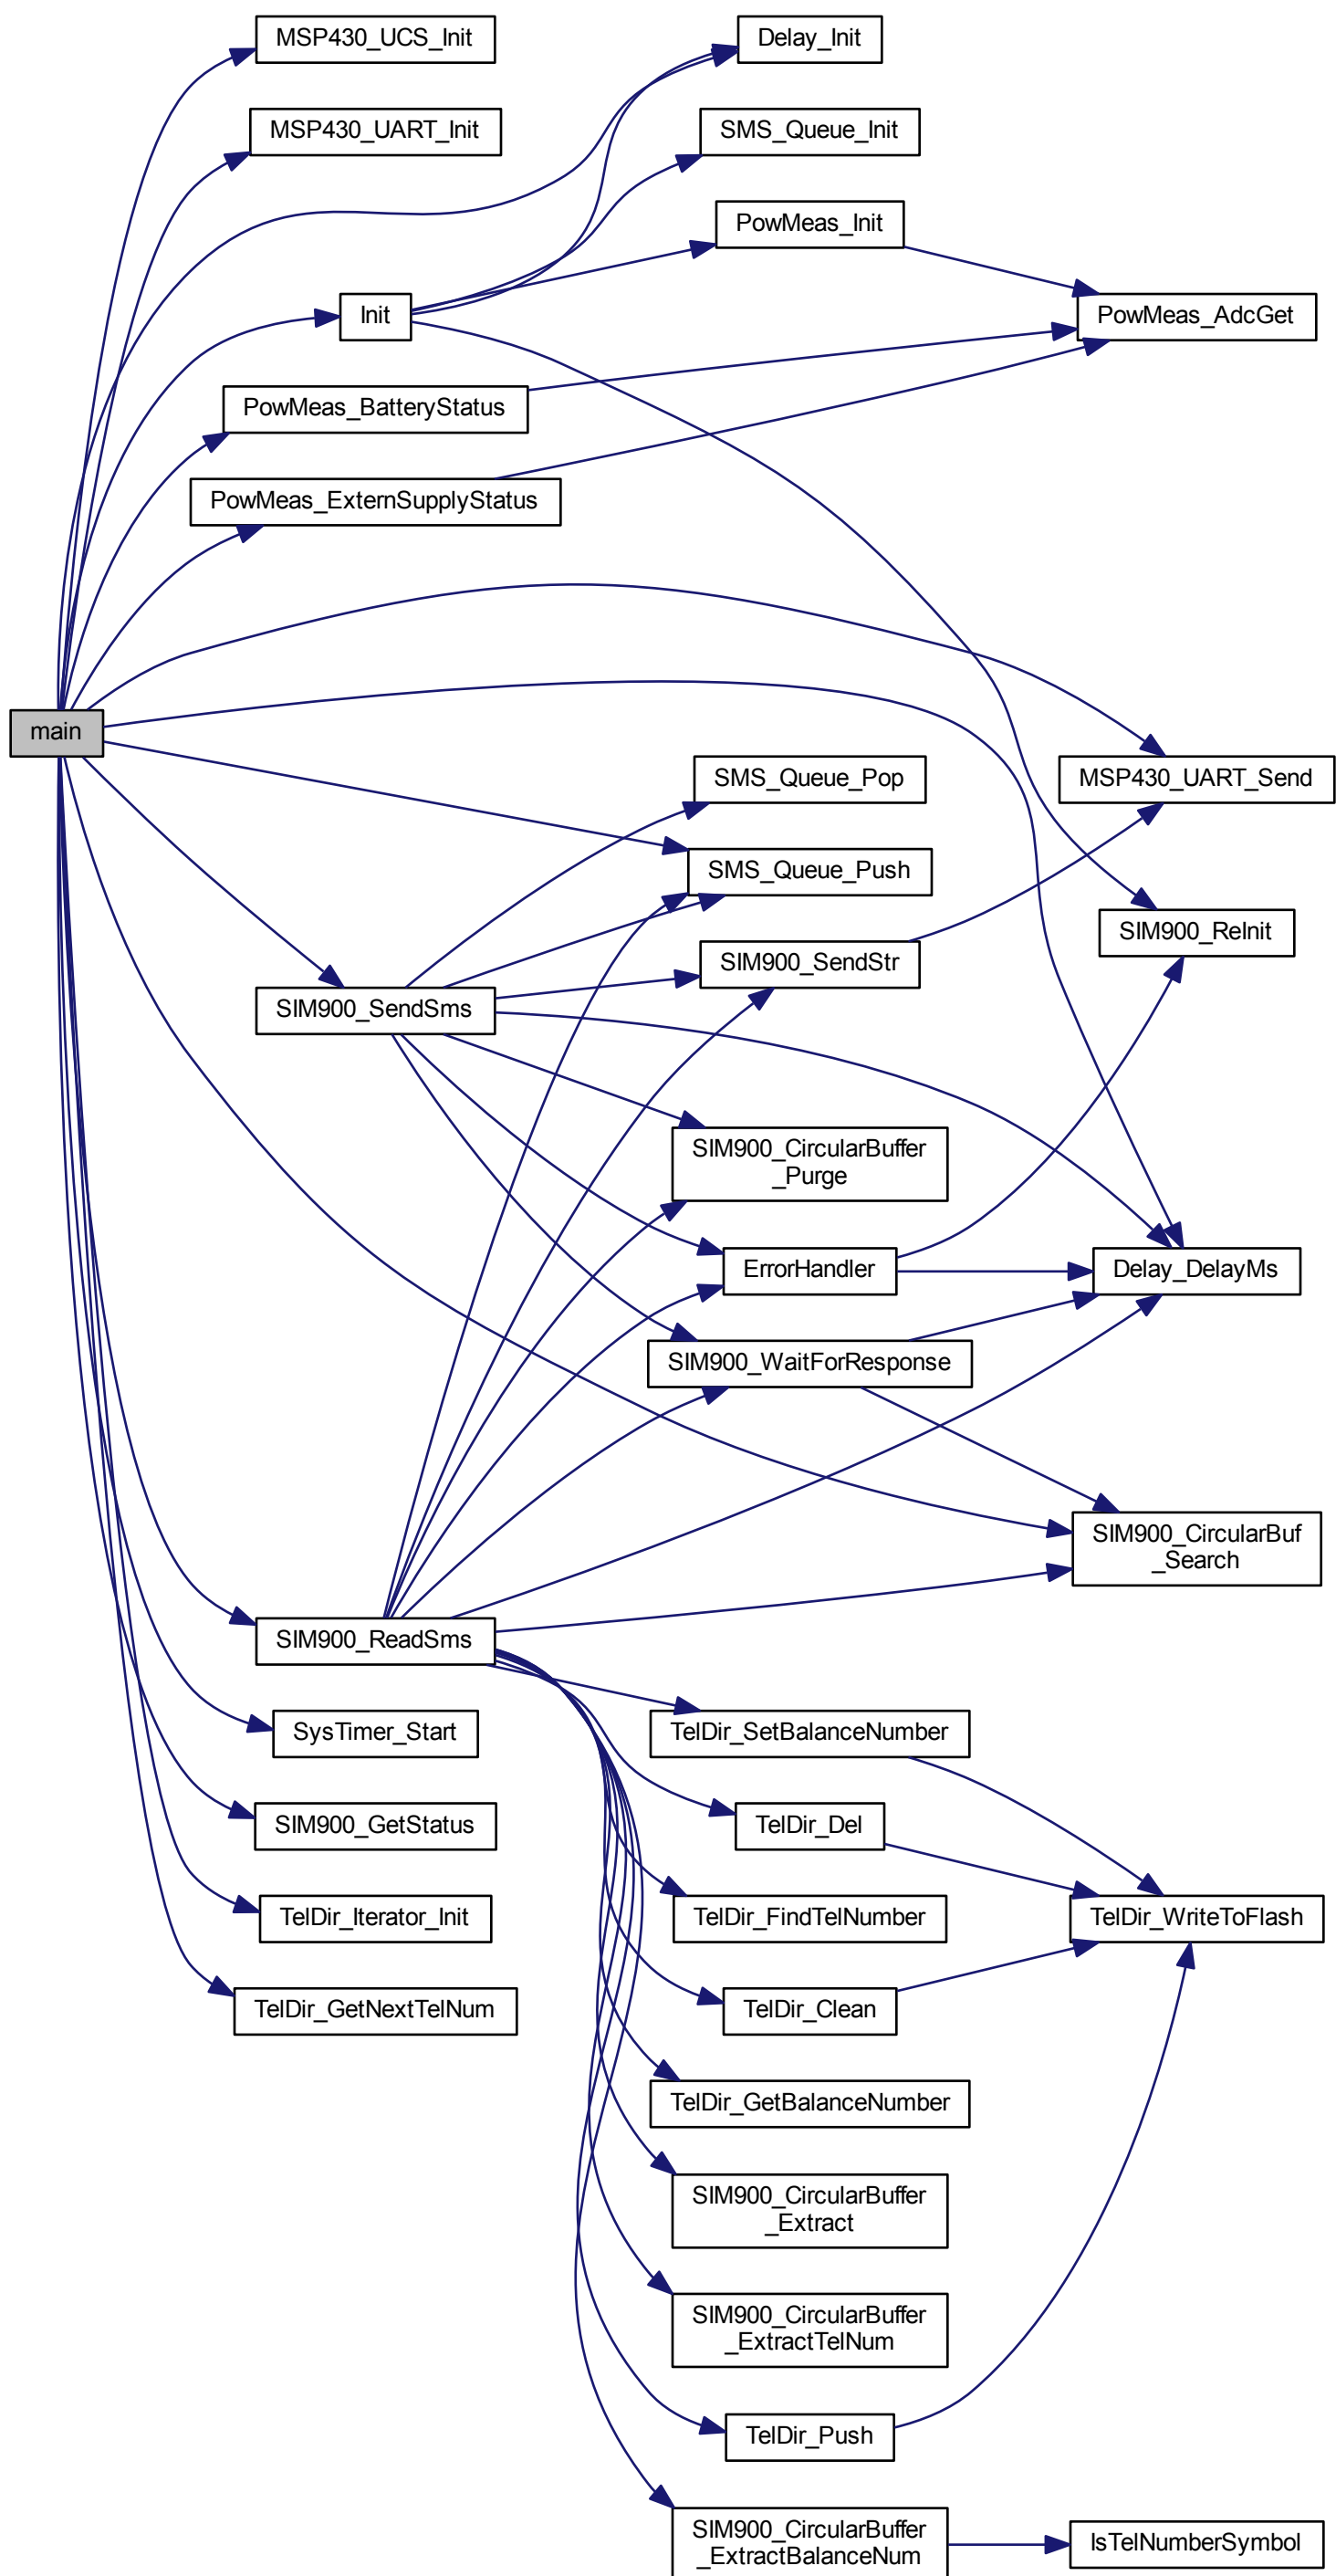 MSP430_UCS_Init
Delay_Init
MSP430_UART_Init
SMS_Queue_Init
PowMeas_Init
Init
PowMeas_AdcGet
PowMeas_BatteryStatus
PowMeas_ExternSupplyStatus
main
SMS_Queue_Pop
MSP430_UART_Send
SMS_Queue_Push
SIM900_SendStr
SIM900_ReInit
SIM900_SendSms
SIM900_CircularBuffer
_Purge
ErrorHandler
Delay_DelayMs
SIM900_WaitForResponse
SIM900_CircularBuf
_Search
SIM900_ReadSms
SysTimer_Start
TelDir_SetBalanceNumber
SIM900_GetStatus
TelDir_Del
TelDir_Iterator_Init
TelDir_FindTelNumber
TelDir_WriteToFlash
TelDir_GetNextTelNum
TelDir_Clean
TelDir_GetBalanceNumber
SIM900_CircularBuffer
_Extract
SIM900_CircularBuffer
_ExtractTelNum
TelDir_Push
SIM900_CircularBuffer
_ExtractBalanceNum
IsTelNumberSymbol